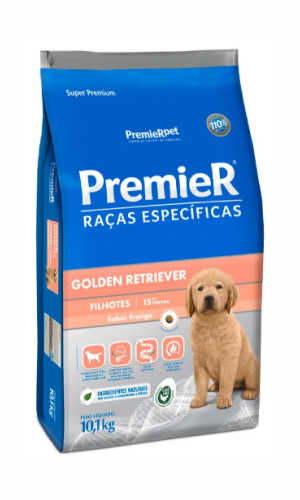 Super Premium
PremieRpet
PremieR®
RAÇAS ESPECÍFICAS
GOLDEN RETRIEVER
FILHOTES
15
Sabor Frango
INGREDIENTES NATURAIS
PESO LÍQUIDO
10,1kg